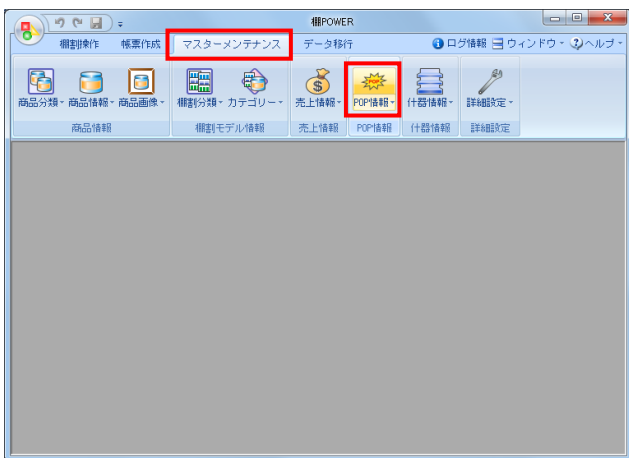 棚POWER
棚割操作 帳票作成 マスターメンテナンス データ移行 ログ情報 ウィンドウ ヘルプ
商品分類 商品情報 商品画像 棚割分類 カテゴリー 売上情報 POP情報 什器情報 詳細設定
商品情報 棚割モデル情報 売上情報 POP情報 什器情報 詳細設定